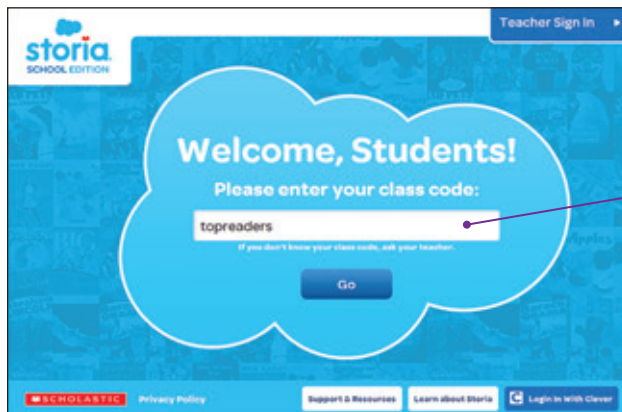 Teacher Sign In
storia
SCHOOL EDITION
Welcome, Students!
Please enter your class code:
topreaders
If you don't know your class code, ask your teacher.
Go
SCHOLASTIC Privacy Policy Support & Resources Learn about Storia C Login In With Clever